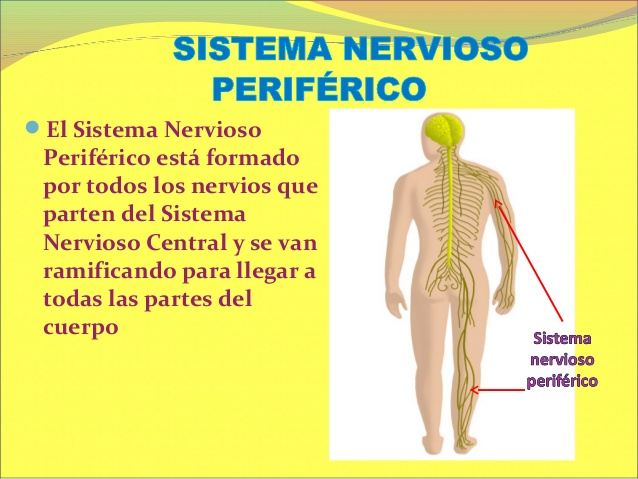 SISTEMA NERVIOSO
PERIFÉRICO
El Sistema Nervioso
Periférico está formado
por todos los nervios que
parten del Sistema
Nervioso Central y se van
ramificando para llegar a
todas las partes del
cuerpo
Sistema
nervioso
periférico